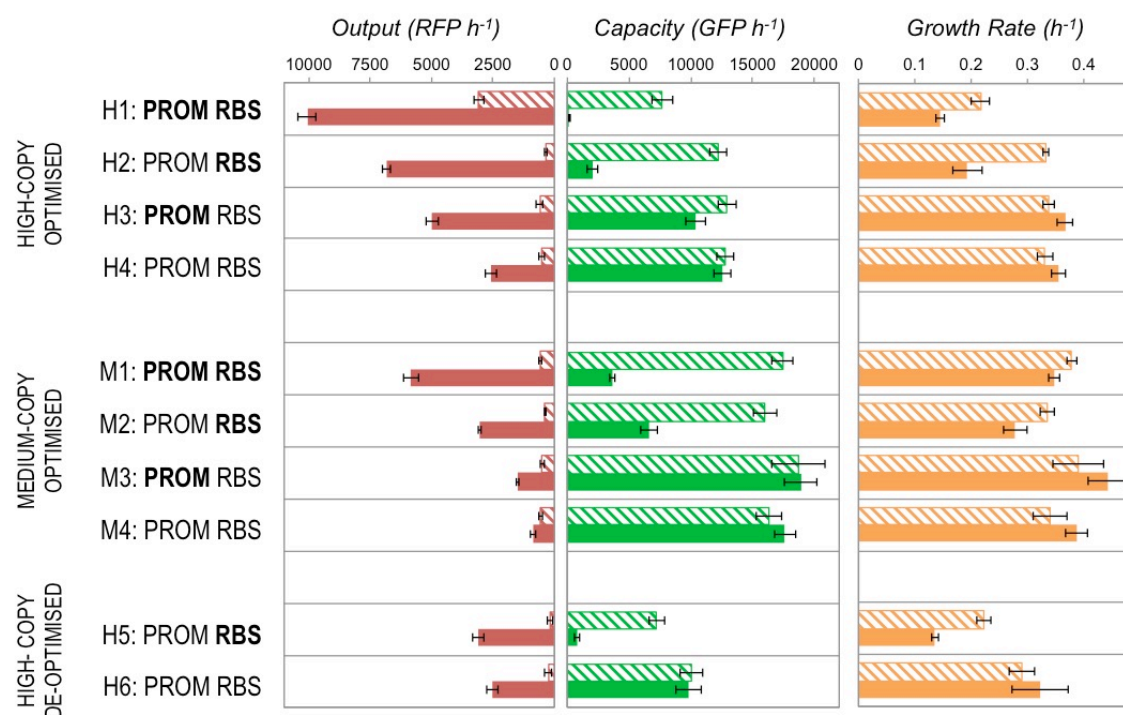 Output (RFP h-1) Capacity (GFP h-1) Growth Rate (h-1)
10000 7500 5000 2500 0 0 5000 10000 15000 20000 0 0.1 0.2 0.3 0.4
HIGH-COPY
OPTIMISED
H1: PROM RBS
H2: PROM RBS
H3: PROM RBS
H4: PROM RBS
MEDIUM-COPY
OPTIMISED
M1: PROM RBS
M2: PROM RBS
M3: PROM RBS
M4: PROM RBS
HIGH- COPY
DE-OPTIMISED
H5: PROM RBS
H6: PROM RBS